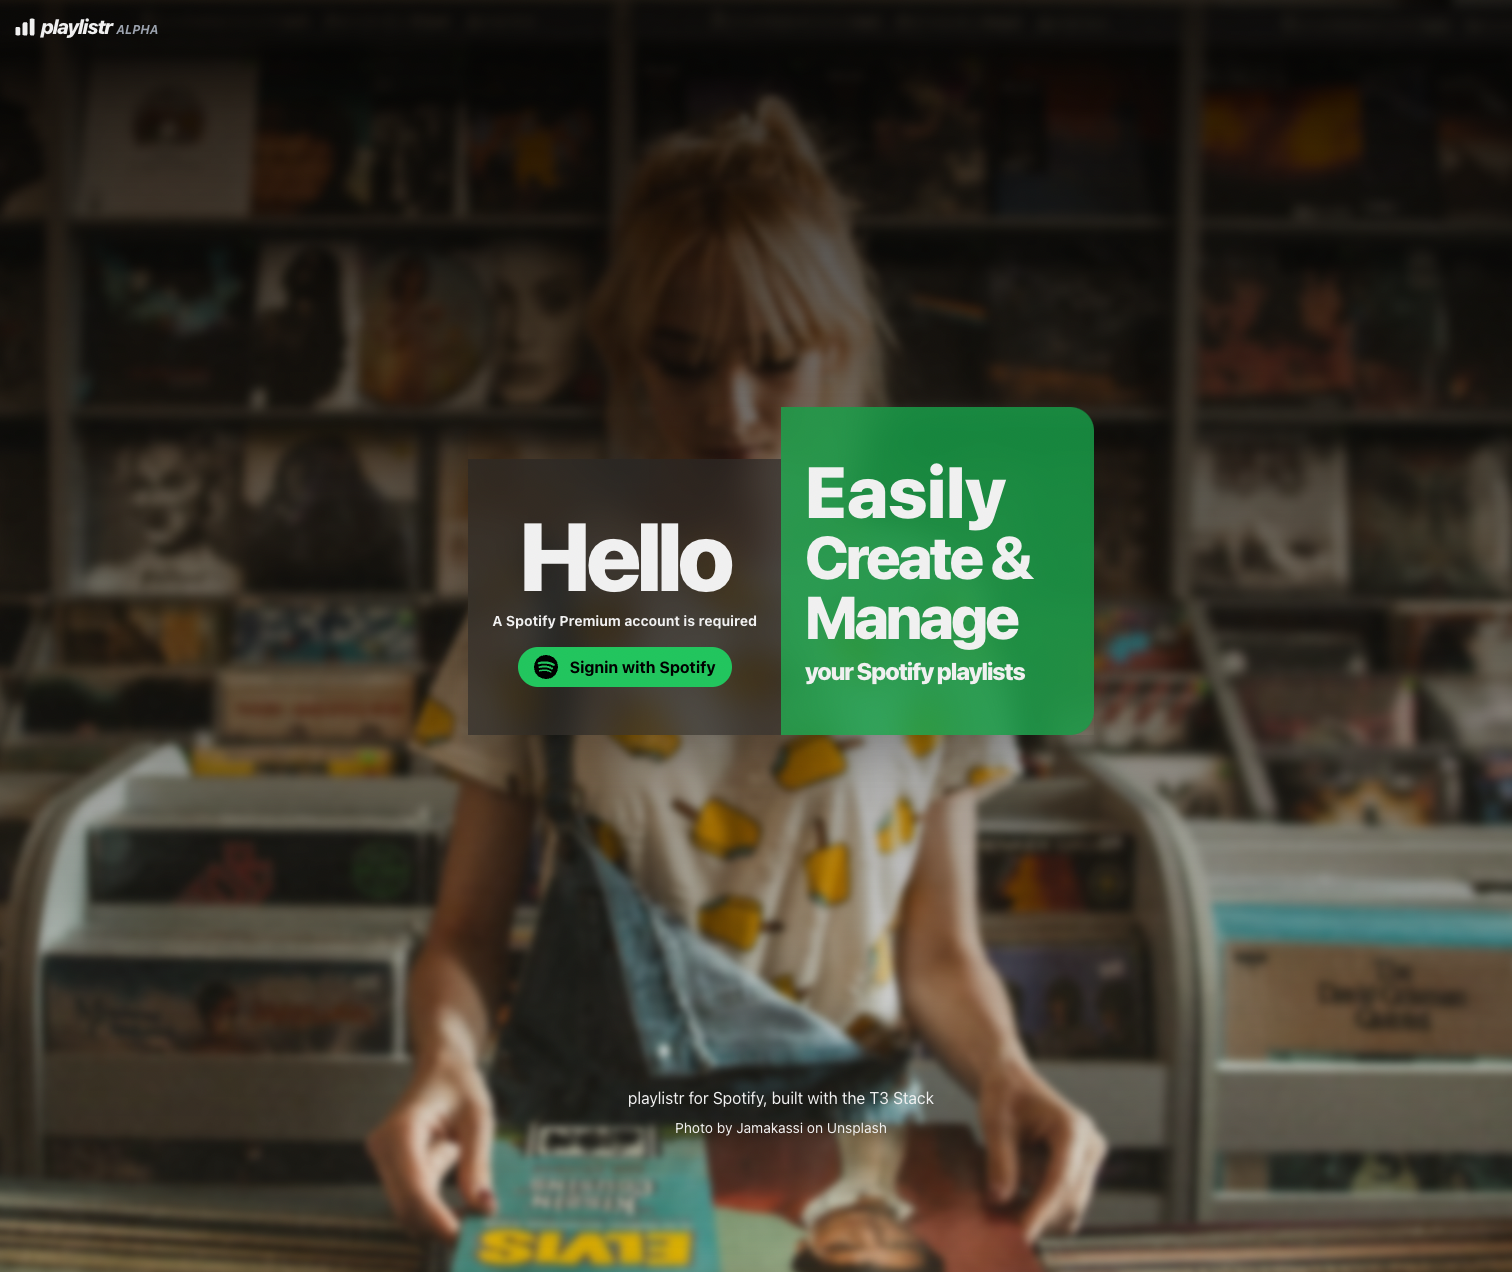 playlistr ALPHA
Easily
Create &
Manage
your Spotify playlists
Hello
A Spotify Premium account is required
Signin with Spotify
playlistr for Spotify, built with the T3 Stack
Photo by Jamakassi on Unsplash
ELVIS